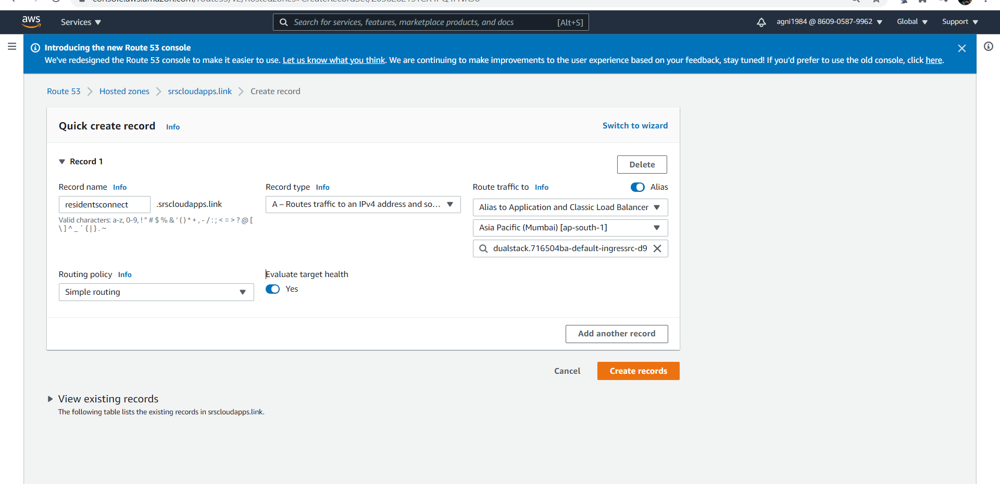 aws
Services
Search for services, features, marketplace products, and docs [Alt+S]
agni1984 @ 8609-0587-9962
Global
Support
Introducing the new Route 53 console
We've redesigned the Route 53 console to make it easier to use. Let us know what you think. We are continuing to make improvements to the user experience based on your feedback, stay tuned! If you'd prefer to use the old console, click here.
Route 53
Hosted zones
srscloudapps.link
Create record
Quick create record Info
Switch to wizard
Record 1
Delete
Record name Info
residentsconnect .srscloudapps.link
Valid characters: a-z, 0-9, ! " # $ % & ' ( ) * + , - / : ; < = > ? @ [
\ ] ^ _ ` { | } . ~
Record type Info
A – Routes traffic to an IPv4 address and so...
Route traffic to Info
Alias
Alias to Application and Classic Load Balancer
Asia Pacific (Mumbai) [ap-south-1]
dualstack.716504ba-default-ingressrc-d9
Routing policy Info
Simple routing
Evaluate target health
Yes
Add another record
Cancel
Create records
View existing records
The following table lists the existing records in srscloudapps.link.